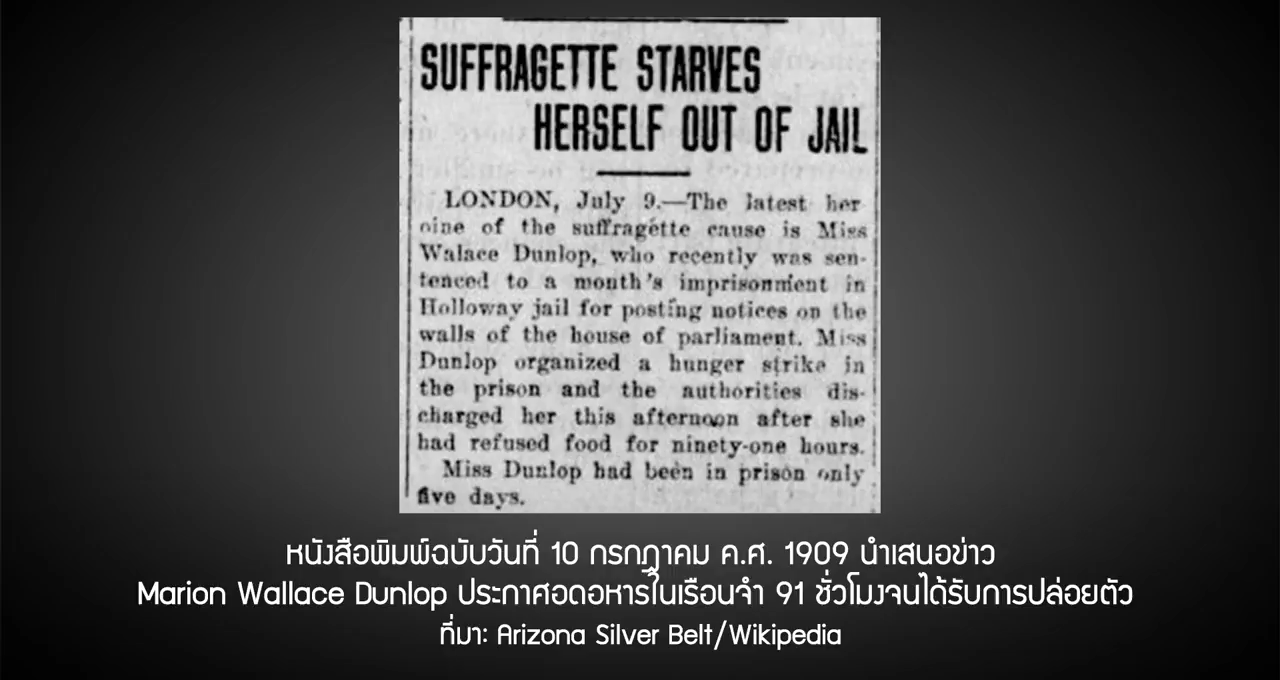 SUFFRAGETTE STARVES
HERSELF OUT OF JAIL
LONDON, July 9.—The latest her
oine of the suffragette cause is Miss
Walace Dunlop, who recently was sen-
tenced to a month's imprisonment in
Holloway jail for posting notices on the
walls of the house of parliament. Miss
Dunlop organized a hunger strike in
the prison and the authorities dis-
charged her this afternoon after she
had refused food for ninety-one hours.
Miss Dunlop had been in prison only
five days.
หนังสือพิมพ์ฉบับวันที่ 10 กรกฎาคม ค.ศ. 1909 นำเสนอข่าว
Marion Wallace Dunlop ประกาศอดอหารในเรือนจำ 91 ชั่วโมงจนได้รับการปล่อยตัว
ที่มา: Arizona Silver Belt/Wikipedia